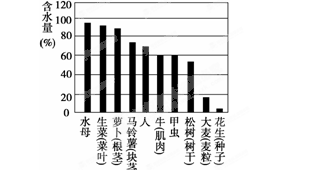 含水量(%)
120
100
80
60
40
20
0
水母
生菜(菜叶)
萝卜(根茎)
马铃薯(块茎
人
牛(肌肉)
甲虫
松树(树干)
大麦(麦粒)
花生(种子)